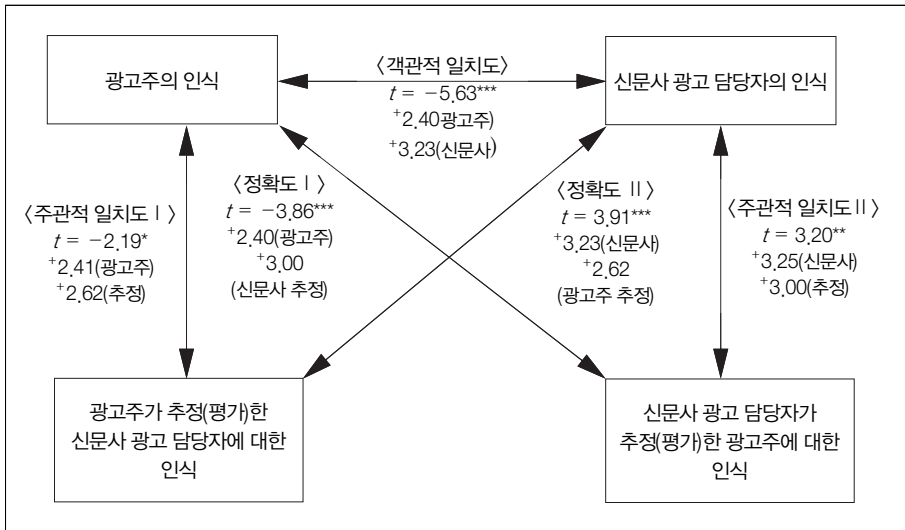 광고주의 인식
〈객관적 일치도〉
t = −5.63***
+2.40광고주)
+3.23(신문사)
신문사 광고 담당자의 인식
〈주관적 일치도 Ⅰ〉
t = −2.19*
+2.41(광고주)
+2.62(추정)
〈정확도 Ⅰ〉
t = −3.86***
+2.40(광고주)
+3.00
(신문사 추정)
〈정확도 Ⅱ〉
t = 3.91***
+3.23(신문사)
+2.62
(광고주 추정)
〈주관적 일치도Ⅱ〉
t = 3.20**
+3.25(신문사)
+3.00(추정)
광고주가 추정(평가)한
신문사 광고 담당자에 대한
인식
신문사 광고 담당자가
추정(평가)한 광고주에 대한
인식